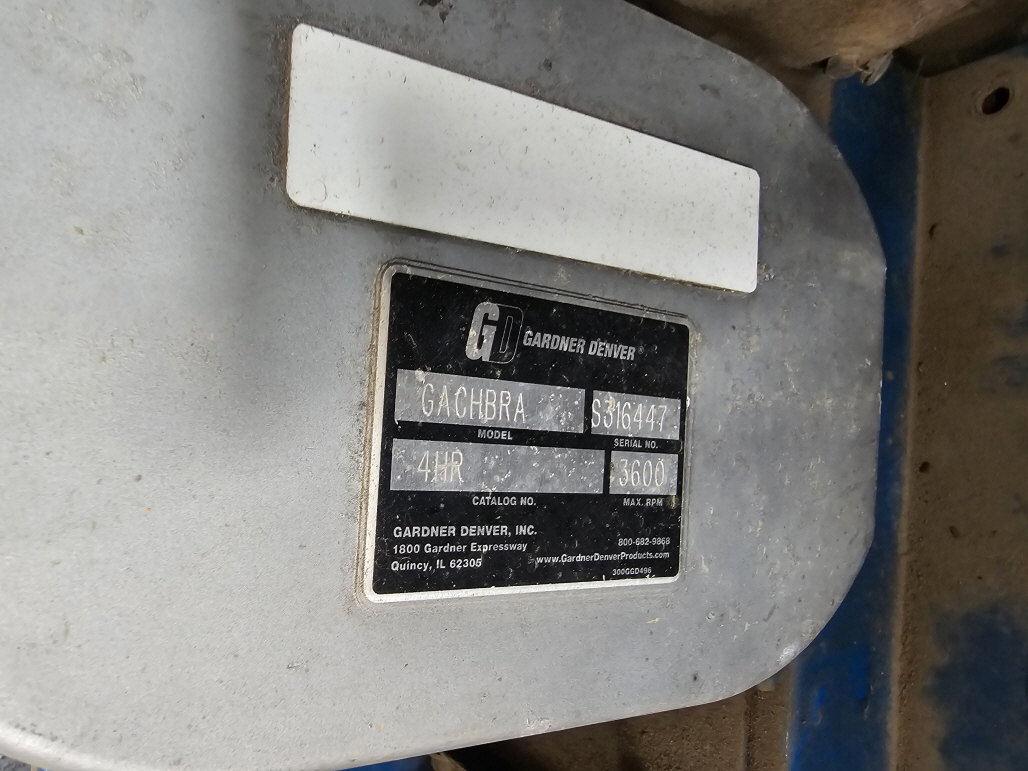 GD GARDNER DENVER®
GACHBRA S316447
MODEL SERIAL NO.
4HR 3600
CATALOG NO. MAX. RPM
GARDNER DENVER, INC.
1800 Gardner Expressway 800-682-9868
Quincy, IL 62305 www.GardnerDenverProducts.com
300GGD496